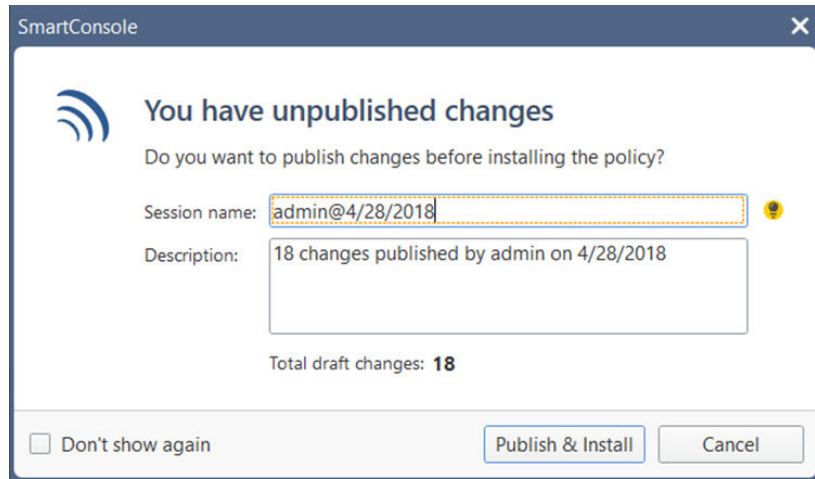 SmartConsole
You have unpublished changes
Do you want to publish changes before installing the policy?
Session name: admin@4/28/2018
Description: 18 changes published by admin on 4/28/2018
Total draft changes: 18
Don't show again Publish & Install Cancel